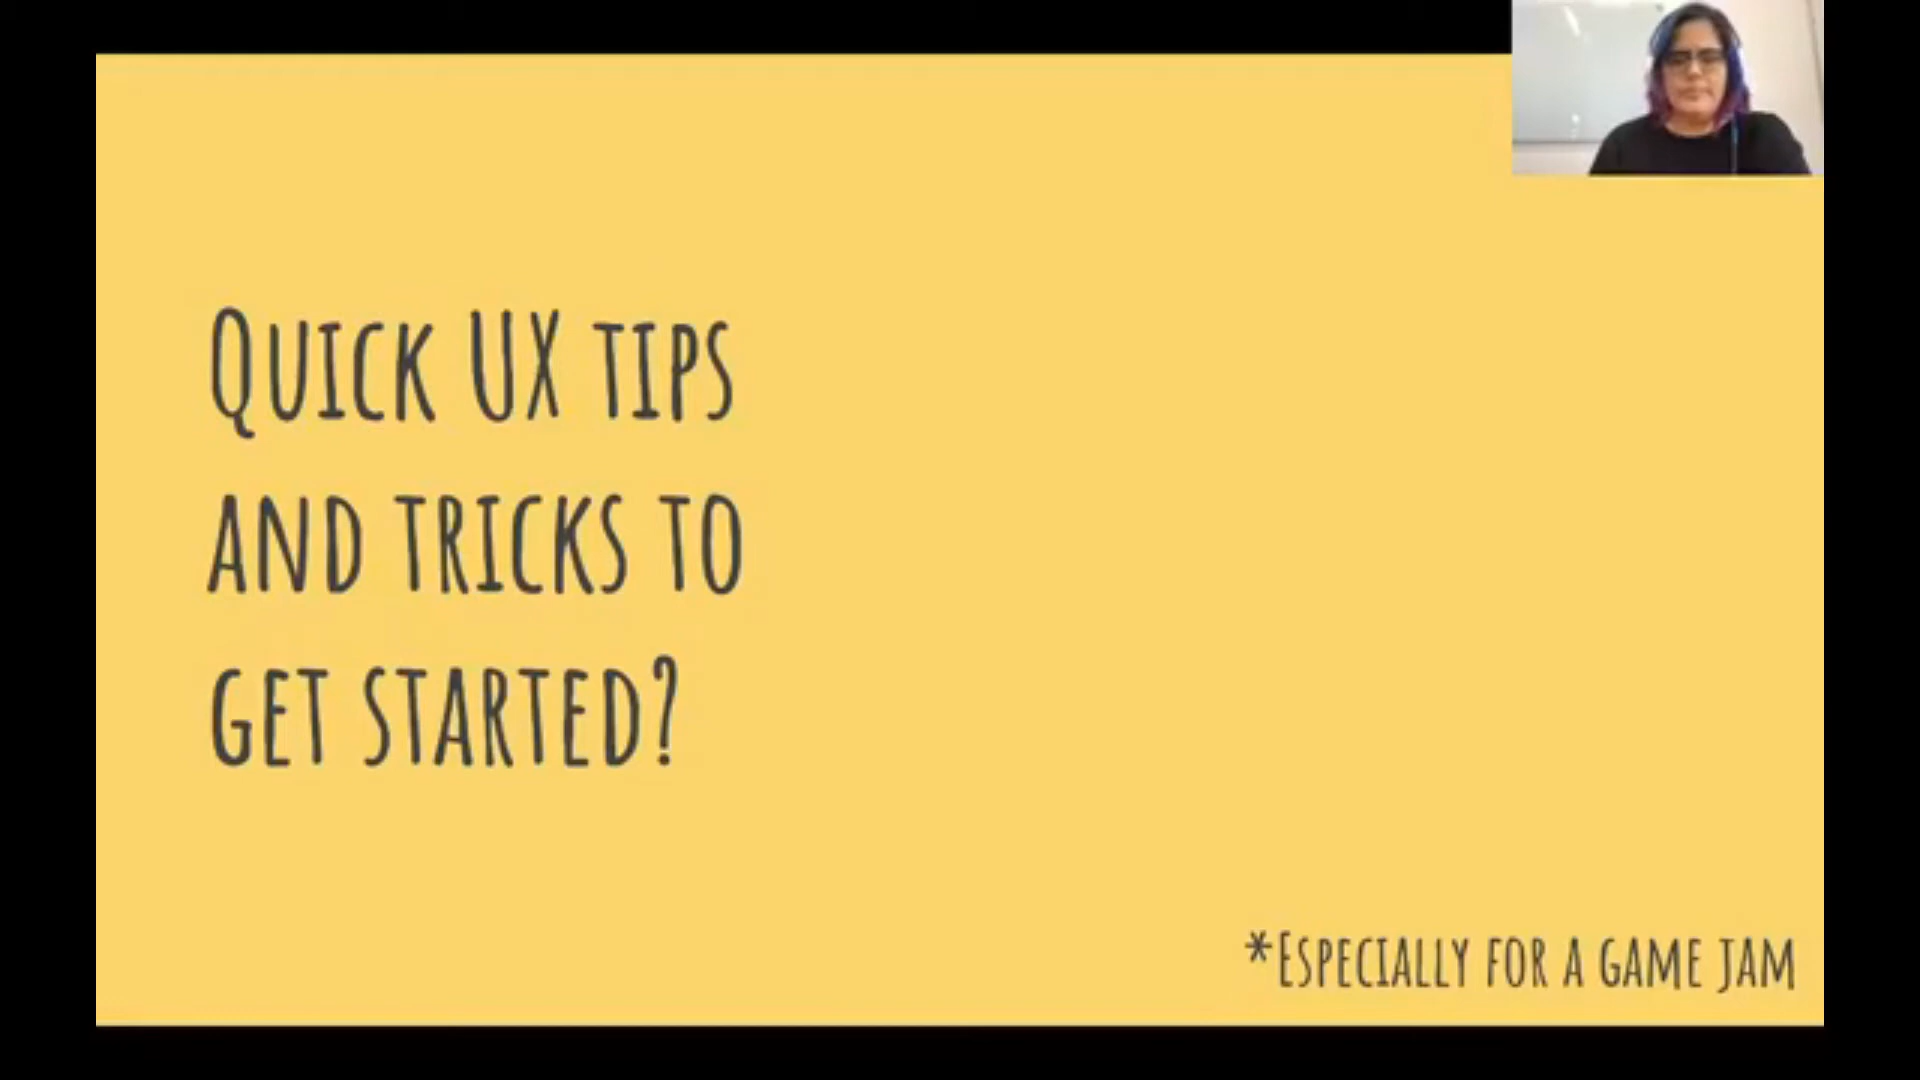 Quick UX tips
and tricks to
get started?
*Especially for a game jam